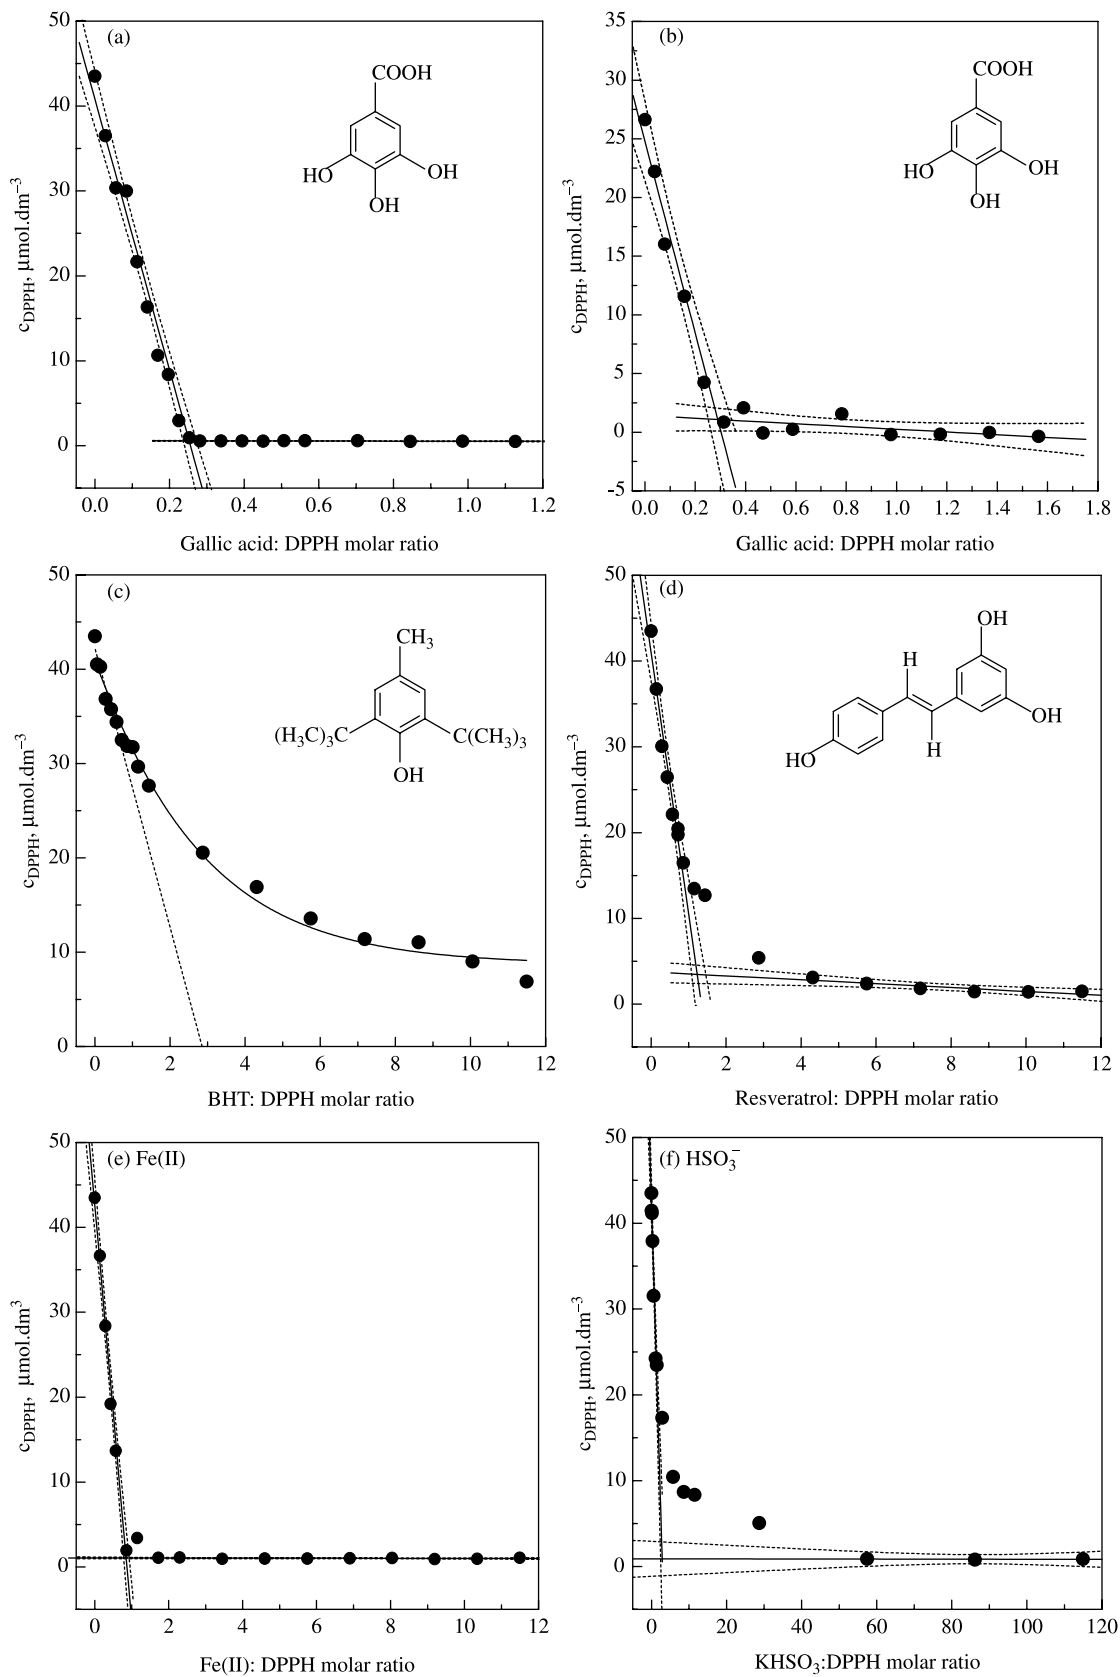 (a)
50
40
30
20
10
0
c_DPPH, μmol.dm⁻³
COOH
HO
OH
OH
0.0 0.2 0.4 0.6 0.8 1.0 1.2
Gallic acid: DPPH molar ratio
(b)
35
30
25
20
15
10
5
0
-5
c_DPPH, μmol.dm⁻³
COOH
HO
OH
OH
0.0 0.2 0.4 0.6 0.8 1.0 1.2 1.4 1.6 1.8
Gallic acid: DPPH molar ratio
(c)
50
40
30
20
10
0
c_DPPH, μmol.dm⁻³
CH₃
(H₃C)₃C
C(CH₃)₃
OH
0 2 4 6 8 10 12
BHT: DPPH molar ratio
(d)
50
40
30
20
10
0
c_DPPH, μmol.dm⁻³
OH
H
OH
H
HO
0 2 4 6 8 10 12
Resveratrol: DPPH molar ratio
(e) Fe(II)
50
40
30
20
10
0
c_DPPH, μmol.dm³
0 2 4 6 8 10 12
Fe(II): DPPH molar ratio
(f) HSO₃⁻
50
40
30
20
10
0
c_DPPH, μmol.dm⁻³
0 20 40 60 80 100 120
KHSO₃:DPPH molar ratio